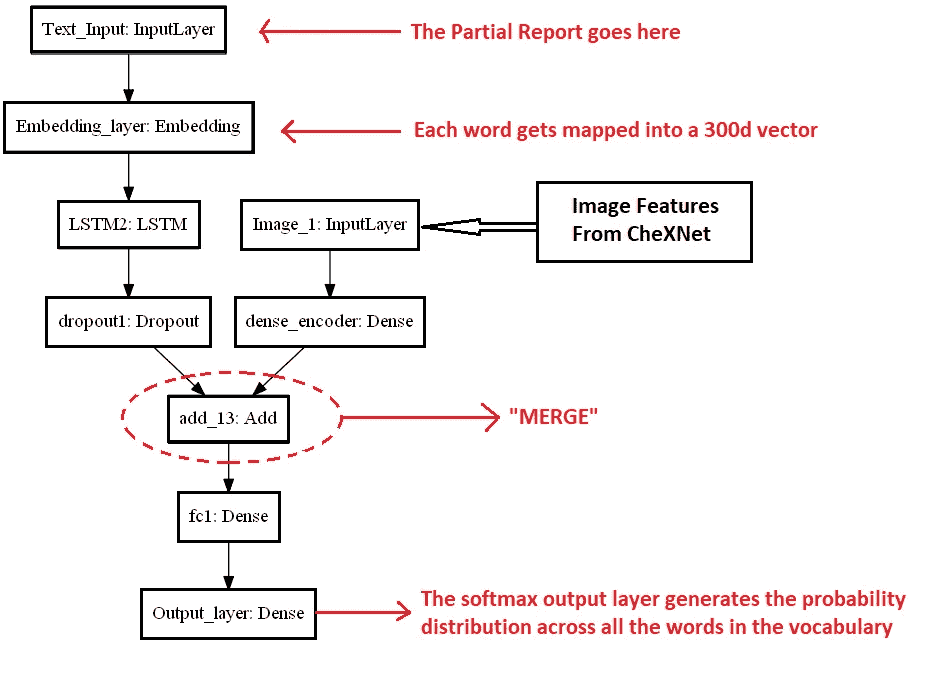 Text_Input: InputLayer
The Partial Report goes here
Embedding_layer: Embedding
Each word gets mapped into a 300d vector
LSTM2: LSTM
Image_1: InputLayer
Image Features
From CheXNet
dropout1: Dropout
dense_encoder: Dense
add_13: Add
"MERGE"
fc1: Dense
Output_layer: Dense
The softmax output layer generates the probability
distribution across all the words in the vocabulary